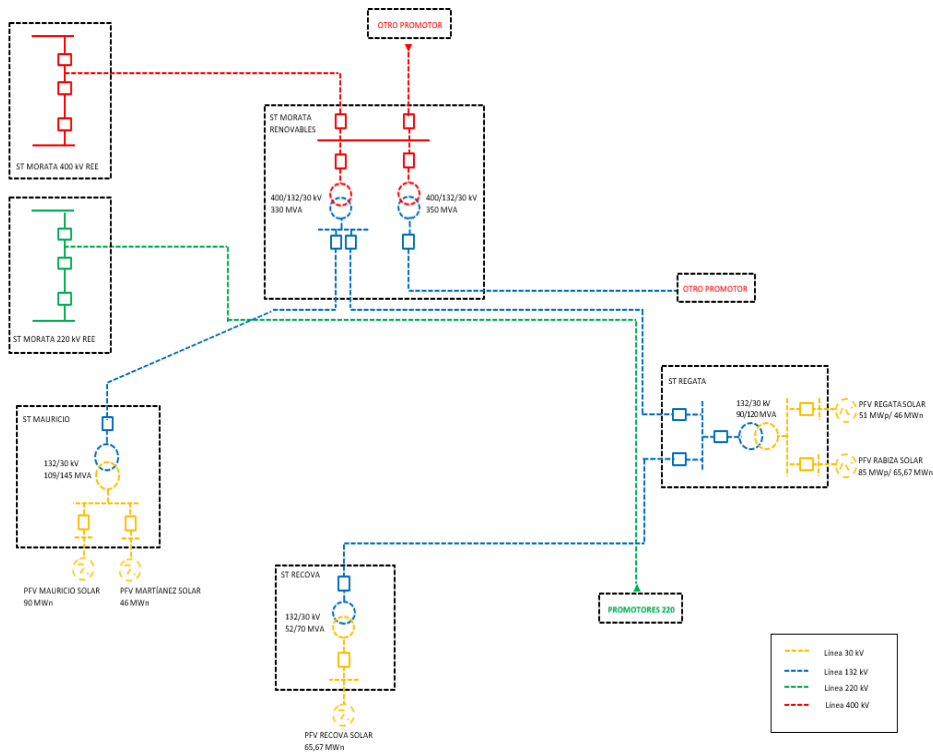 OTRO PROMOTOR
ST MORATA 400 kV REE
ST MORATA
RENOVABLES
400/132/30 kV
330 MVA
400/132/30 kV
350 MVA
OTRO PROMOTOR
ST MORATA 220 kV REE
ST REGATA
132/30 kV
90/120 MVA
PFV REGATA SOLAR
51 MWp/ 46 MWn
PFV RABIZA SOLAR
85 MWp/ 65,67 MWn
ST MAURICIO
132/30 kV
109/145 MVA
PFV MAURICIO SOLAR
90 MWn
PFV MARTÍANEZ SOLAR
46 MWn
ST RECOVA
132/30 kV
52/70 MVA
PFV RECOVA SOLAR
65,67 MWn
PROMOTORES 220
Línea 30 kV
Línea 132 kV
Línea 220 kV
Línea 400 kV